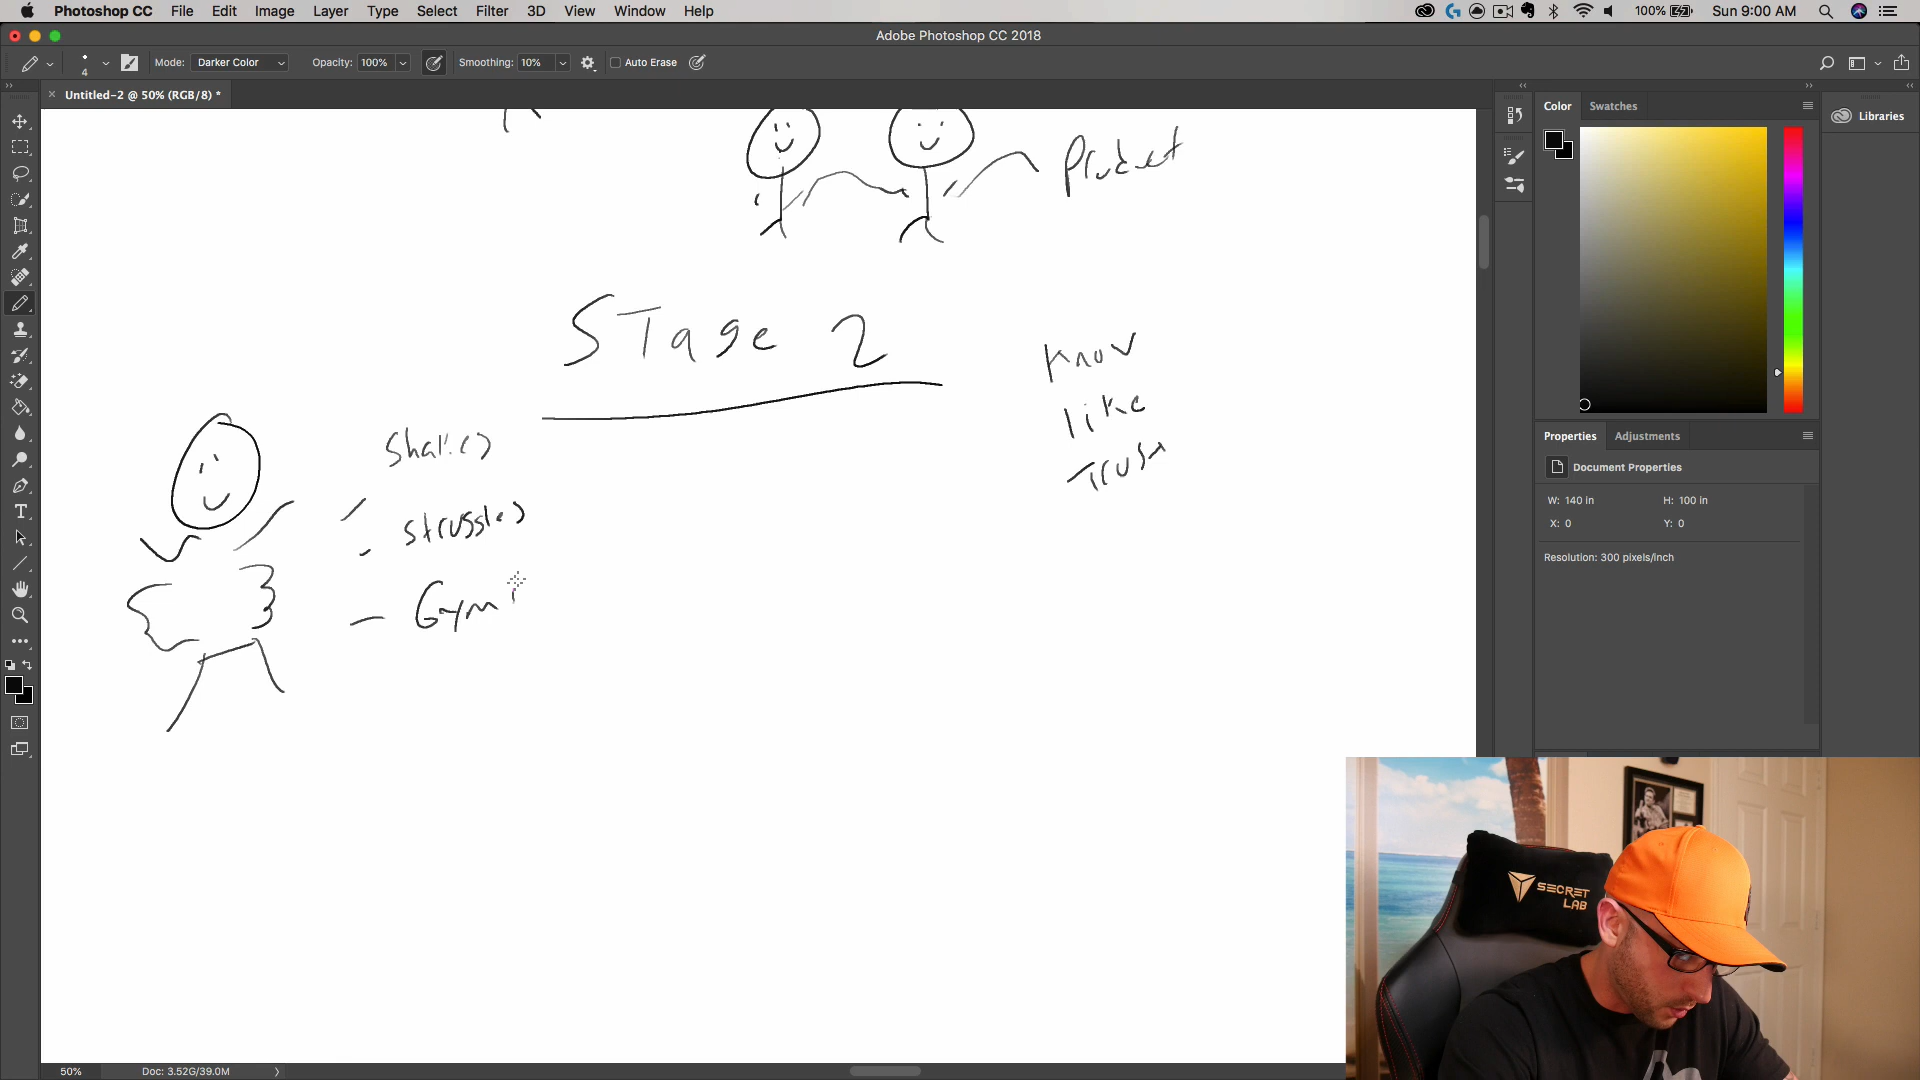 Photoshop CC File Edit Image Layer Type Select Filter 3D View Window Help 100% Sun 9:00 AM
Adobe Photoshop CC 2018
4 Mode: Darker Color Opacity: 100% Smoothing: 10% Auto Erase
Untitled-2 @ 50% (RGB/8) *
Color Swatches
Libraries
Product
STage 2
Know
like
Trust
struggles
Gym
Properties Adjustments
Document Properties
W: 140 in H: 100 in
X: 0 Y: 0
Resolution: 300 pixels/inch
SECRET
LAB
50% Doc: 3.52G/39.0M